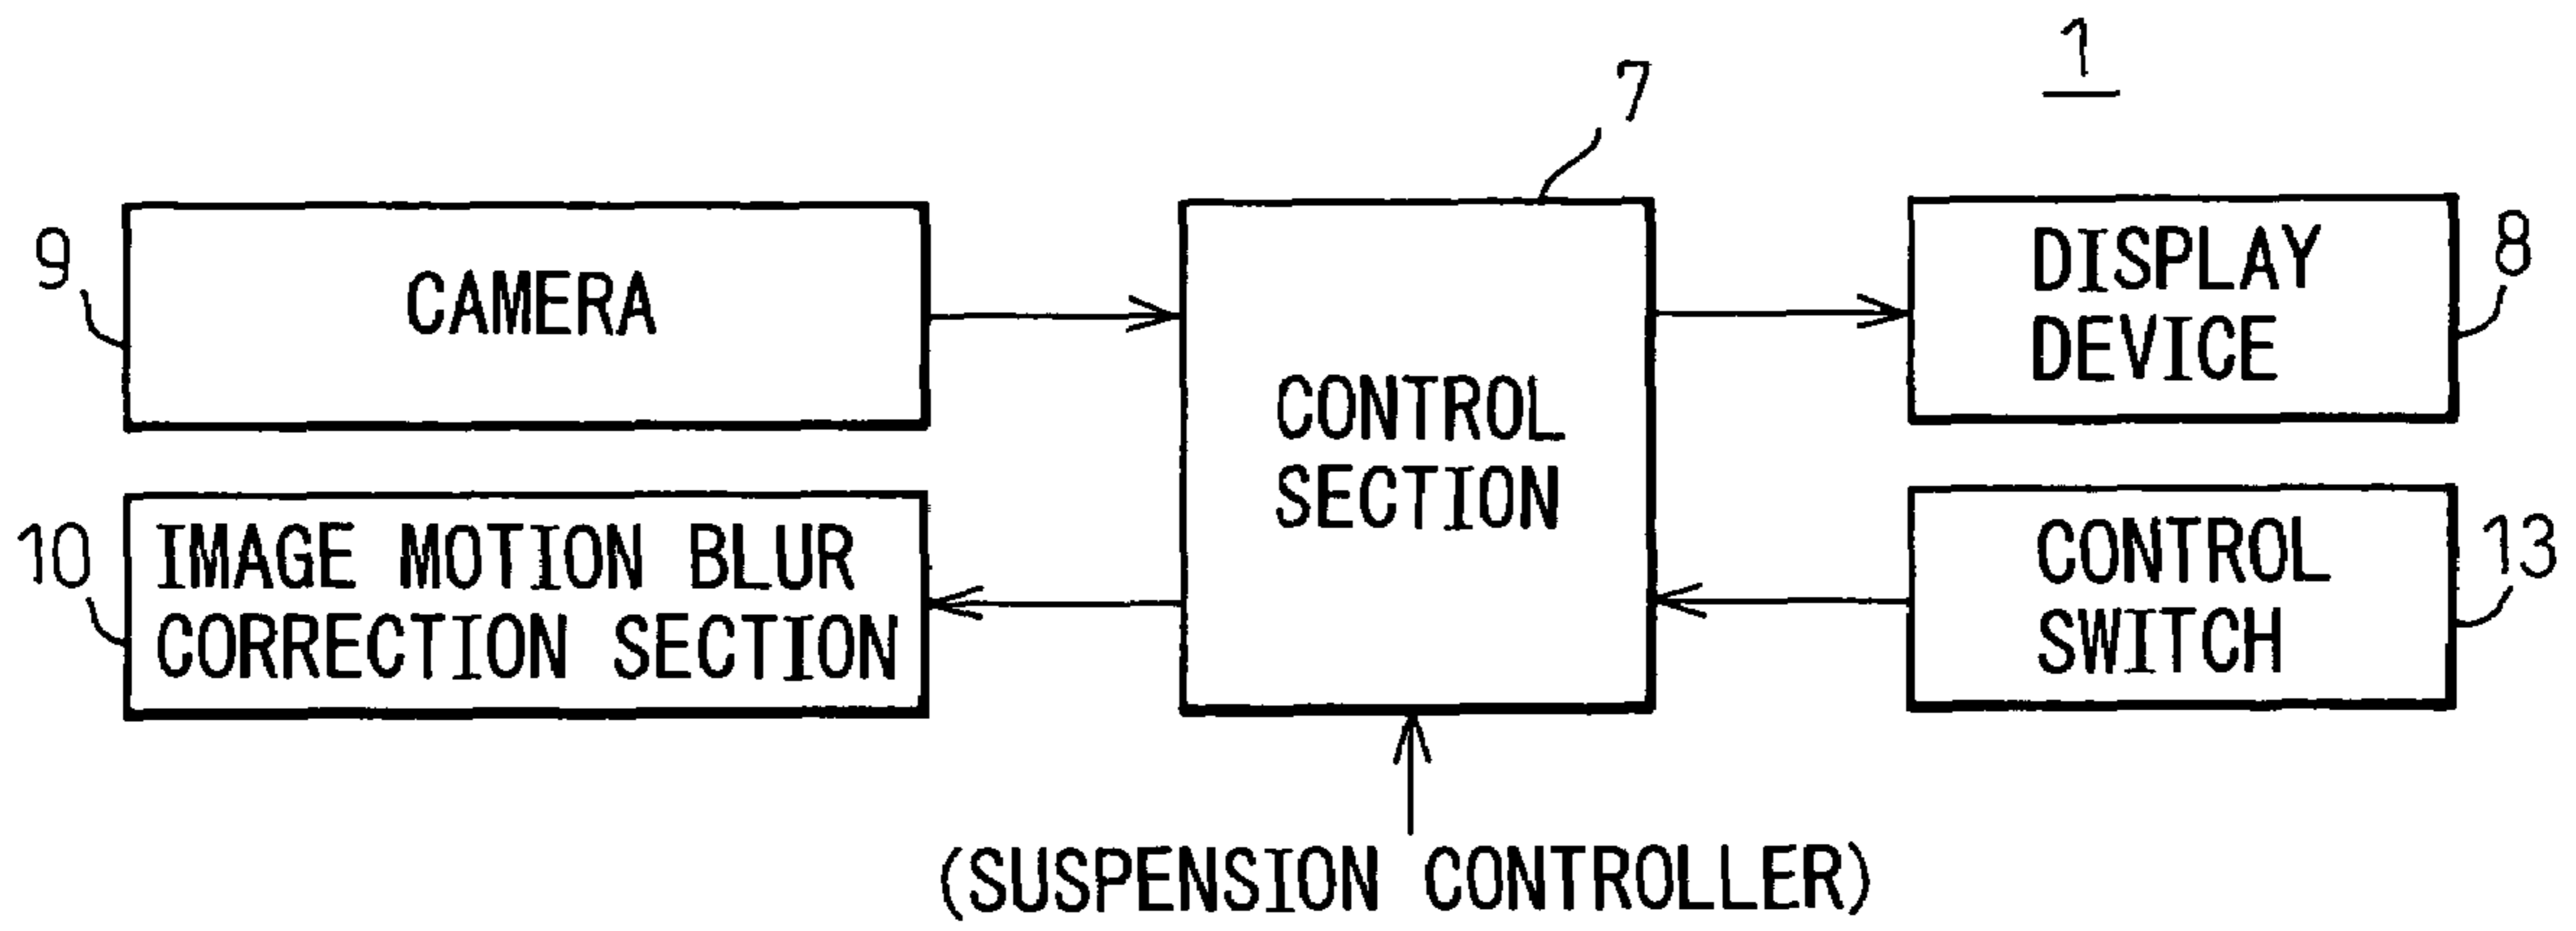 1
7
9
CAMERA
DISPLAY
DEVICE
8
CONTROL
SECTION
10
IMAGE MOTION BLUR
CORRECTION SECTION
CONTROL
SWITCH
13
(SUSPENSION CONTROLLER)